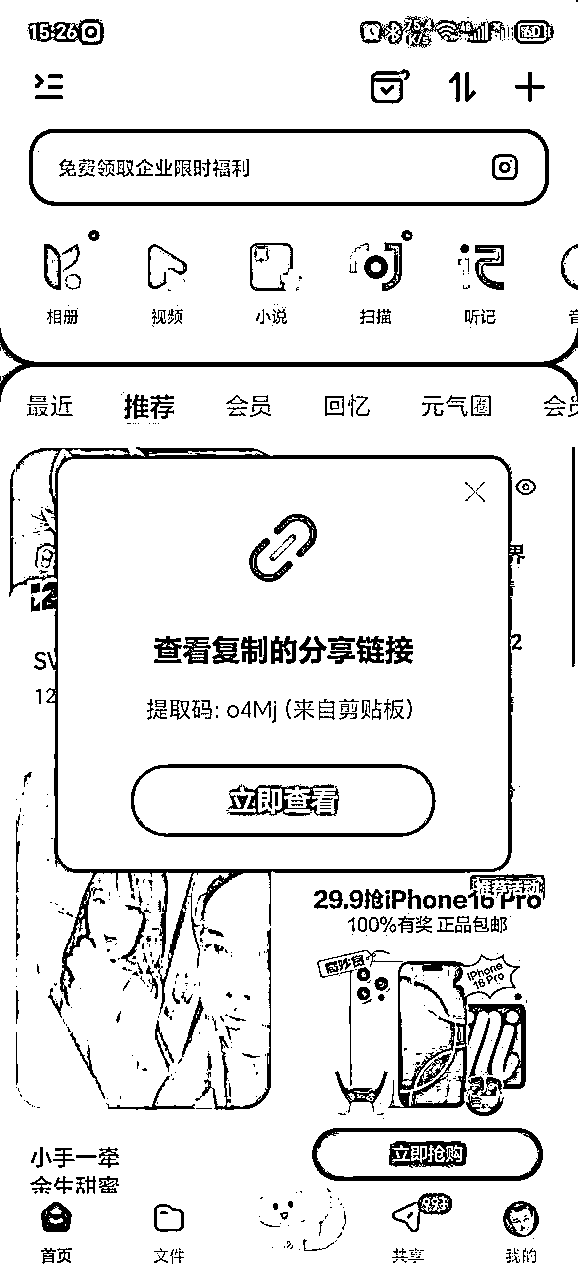 15:26
免费领取企业限时福利
相册 视频 小说 扫描 听记
最近 推荐 会员 回忆 元气圈
查看复制的分享链接
提取码: o4Mj (来自剪贴板)
立即查看
推荐活动
29.9抢iPhone16 Pro
100%有奖 正品包邮
iPhone
16 Pro
立即抢购
小手一牵
余生甜蜜
99+
首页 文件 共享 我的